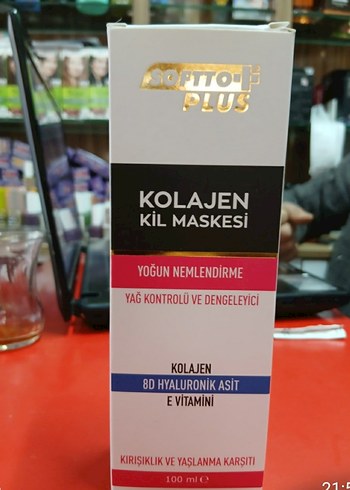 SOFTTO
PLUS
KOLAJEN
KİL MASKESİ
YOĞUN NEMLENDİRME
YAĞ KONTROLÜ VE DENGELEYİCİ
KOLAJEN
8D HYALURONİK ASİT
E VİTAMİNİ
KIRIŞIKLIK VE YAŞLANMA KARŞITI
100 ml ℮